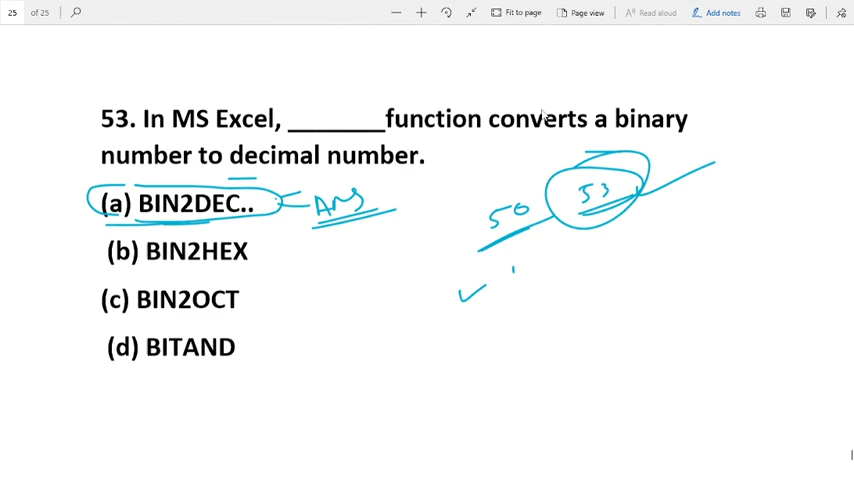 25 of 25 Fit to page Page view Read aloud Add notes
53. In MS Excel, _______function converts a binary
number to decimal number.
(a) BIN2DEC.. Ans
50 53
(b) BIN2HEX
(c) BIN2OCT
(d) BITAND